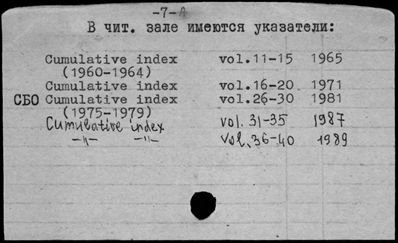 -7-А
В чит. зале имеются указатели:
Cumulative index vol.11-15 1965
(1960-1964)
Cumulative index vol.16-20 1971
СБО Cumulative index vol.26-30 1981
(1975-1979)
Cumulative index vol. 31-35 1987
-"- -"- vol. 36-40 1989